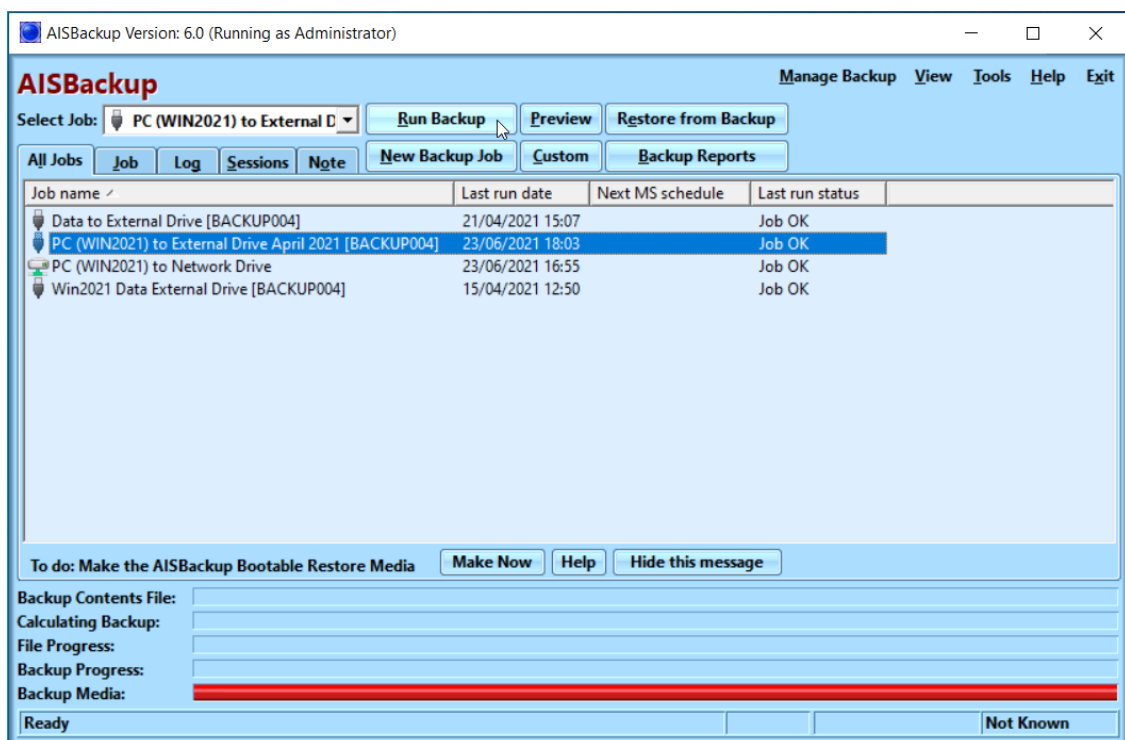 AISBackup Version: 6.0 (Running as Administrator)
AISBackup
Manage Backup View Tools Help Exit
Select Job: PC (WIN2021) to External D Run Backup Preview Restore from Backup
All Jobs Job Log Sessions Note New Backup Job Custom Backup Reports
Job name Last run date Next MS schedule Last run status
Data to External Drive [BACKUP004] 21/04/2021 15:07 Job OK
PC (WIN2021) to External Drive April 2021 [BACKUP004] 23/06/2021 18:03 Job OK
PC (WIN2021) to Network Drive 23/06/2021 16:55 Job OK
Win2021 Data External Drive [BACKUP004] 15/04/2021 12:50 Job OK
To do: Make the AISBackup Bootable Restore Media Make Now Help Hide this message
Backup Contents File:
Calculating Backup:
File Progress:
Backup Progress:
Backup Media:
Ready Not Known